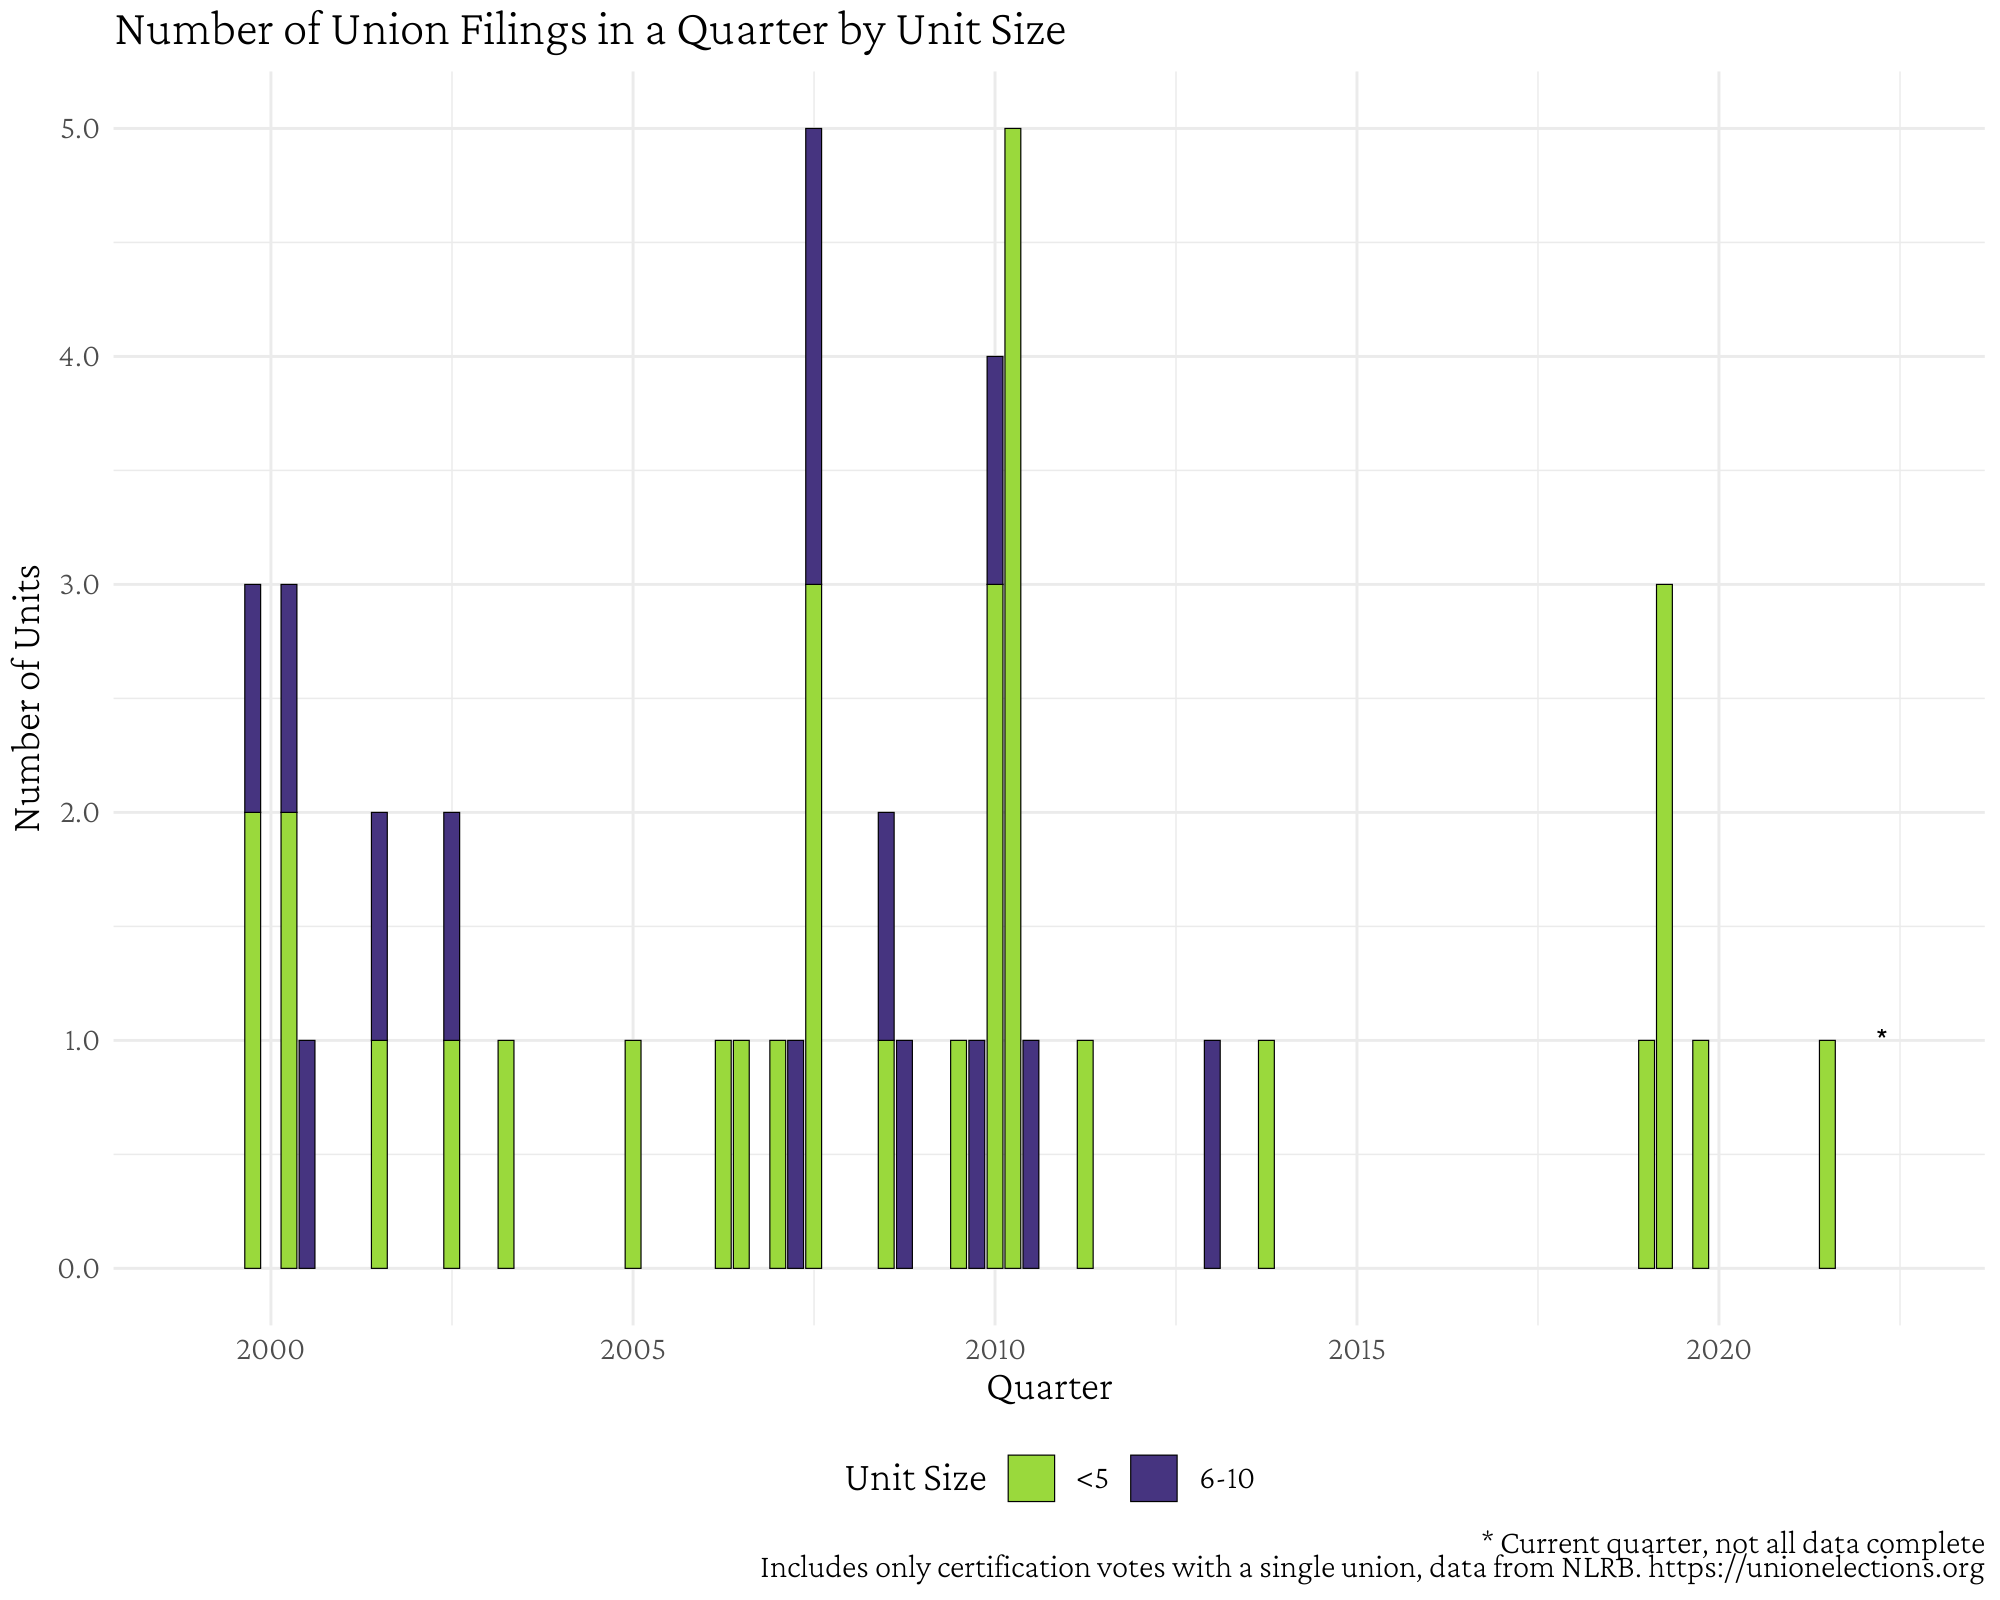 Number of Union Filings in a Quarter by Unit Size
Number of Units
5.0
4.0
3.0
2.0
1.0
0.0
*
2000 2005 2010 2015 2020
Quarter
Unit Size <5 6-10
* Current quarter, not all data complete
Includes only certification votes with a single union, data from NLRB. https://unionelections.org